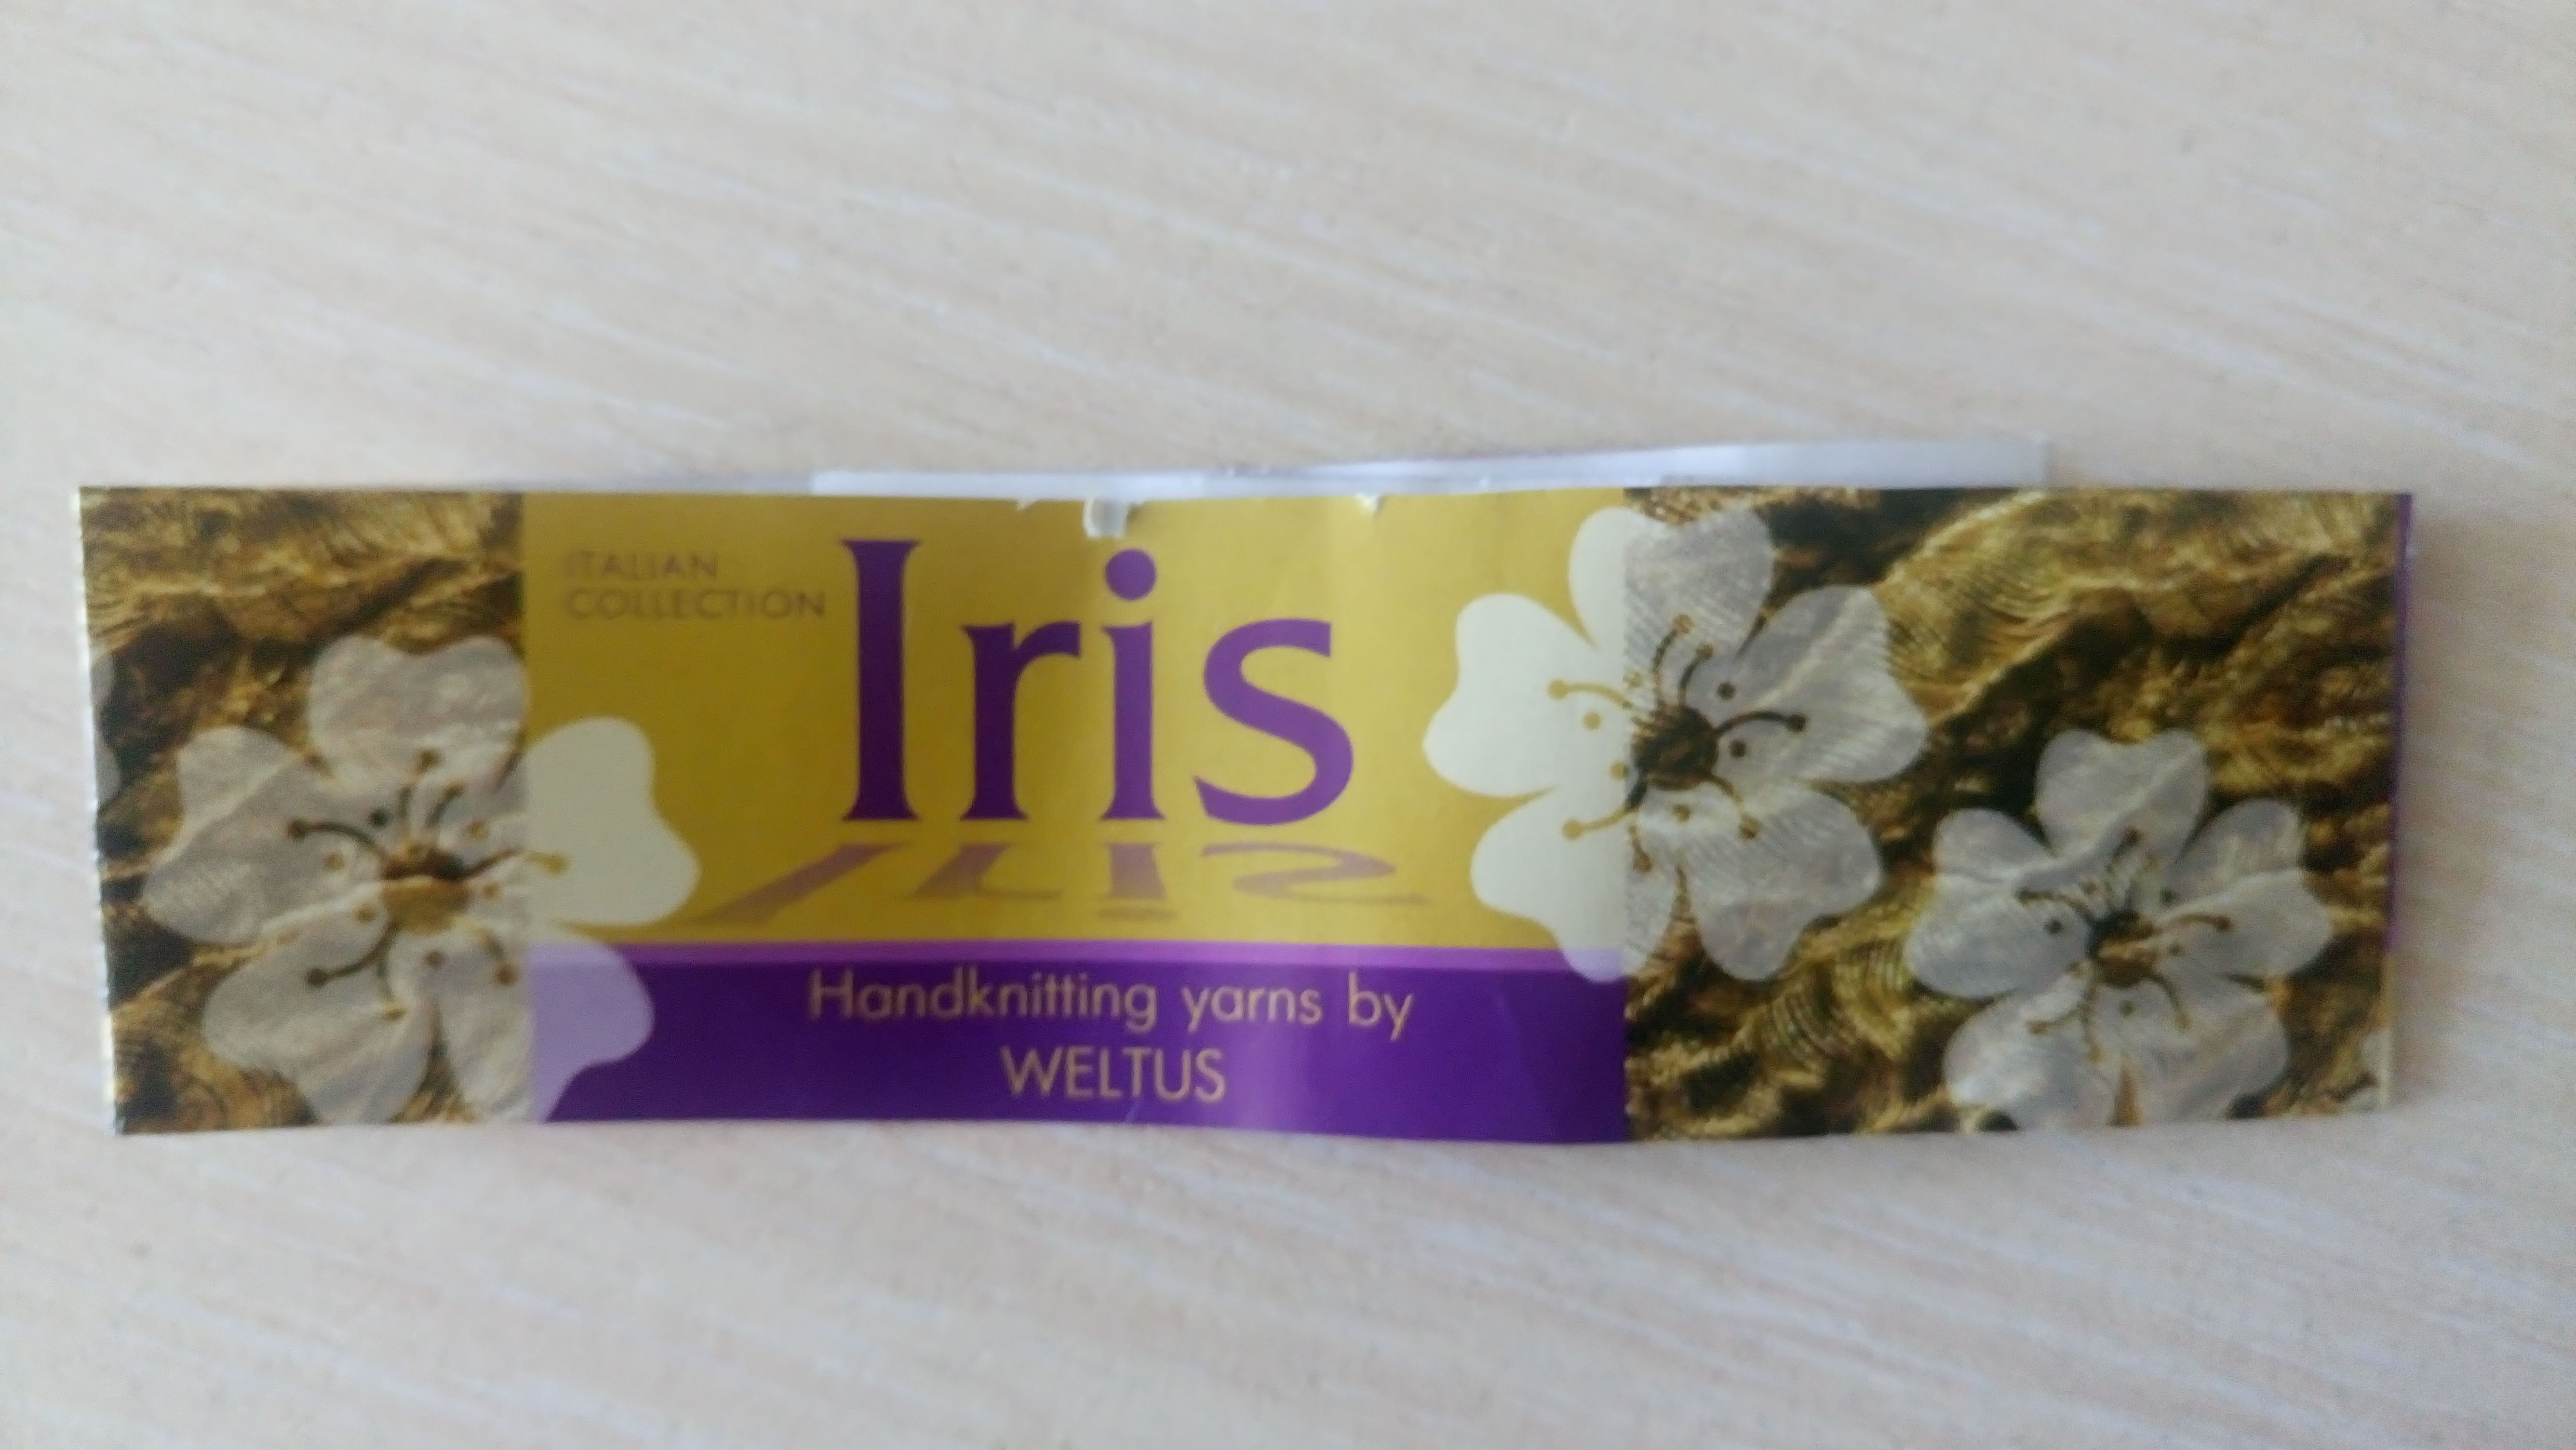 ITALIAN
COLLECTION
Iris
Handknitting yarns by
WELTUS